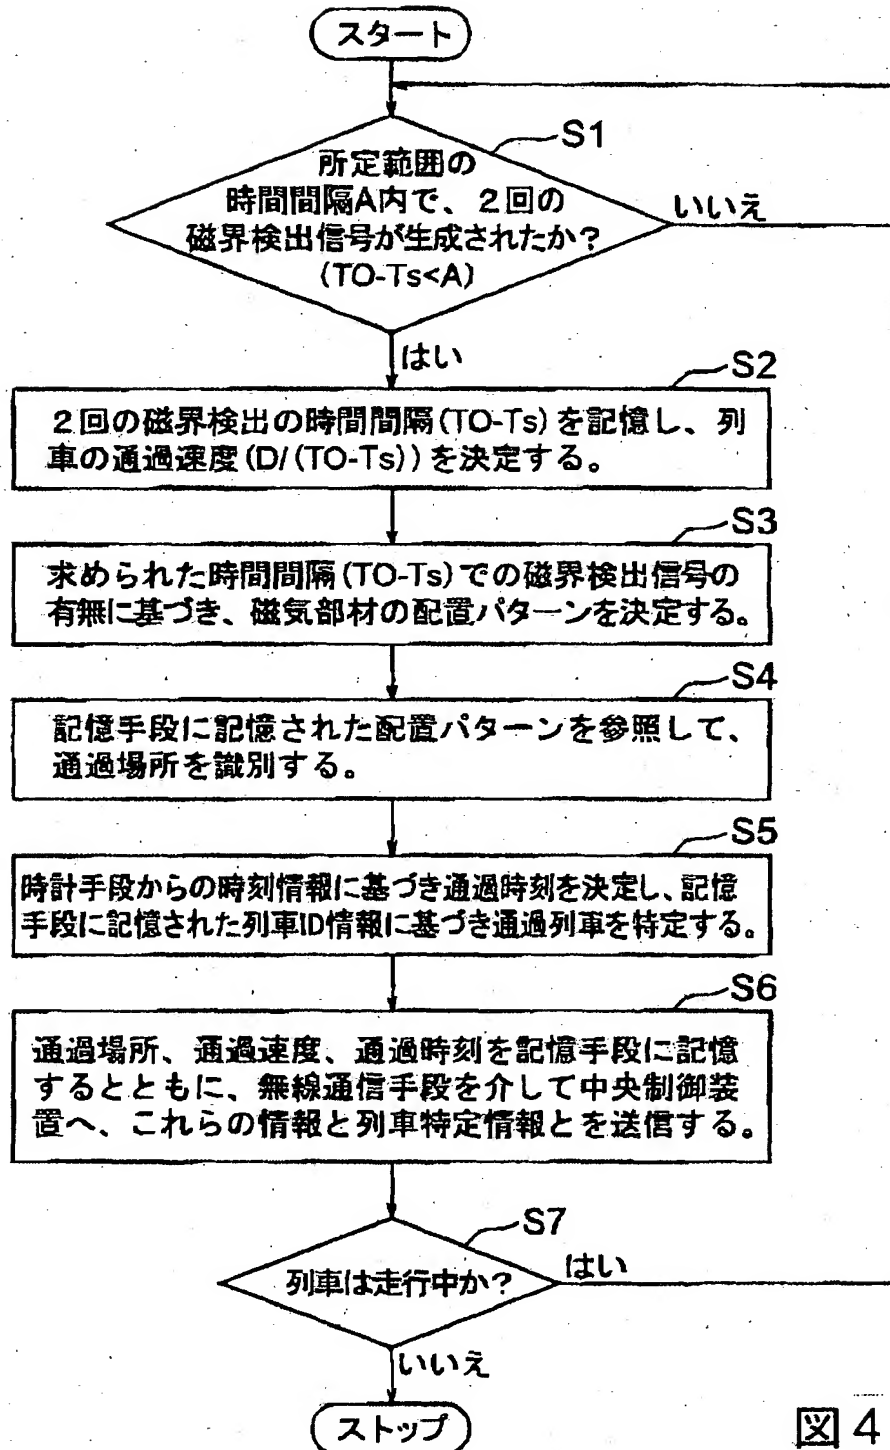 スタート
S1
所定範囲の
時間間隔A内で、２回の
磁界検出信号が生成されたか？
(TO-Ts<A)
いいえ
はい
S2
２回の磁界検出の時間間隔(TO-Ts)を記憶し、列
車の通過速度(D/(TO-Ts))を決定する。
S3
求められた時間間隔(TO-Ts)での磁界検出信号の
有無に基づき、磁気部材の配置パターンを決定する。
S4
記憶手段に記憶された配置パターンを参照して、
通過場所を識別する。
S5
時計手段からの時刻情報に基づき通過時刻を決定し、記憶
手段に記憶された列車ID情報に基づき通過列車を特定する。
S6
通過場所、通過速度、通過時刻を記憶手段に記憶
するとともに、無線通信手段を介して中央制御装
置へ、これらの情報と列車特定情報とを送信する。
S7
列車は走行中か？
はい
いいえ
ストップ
図４